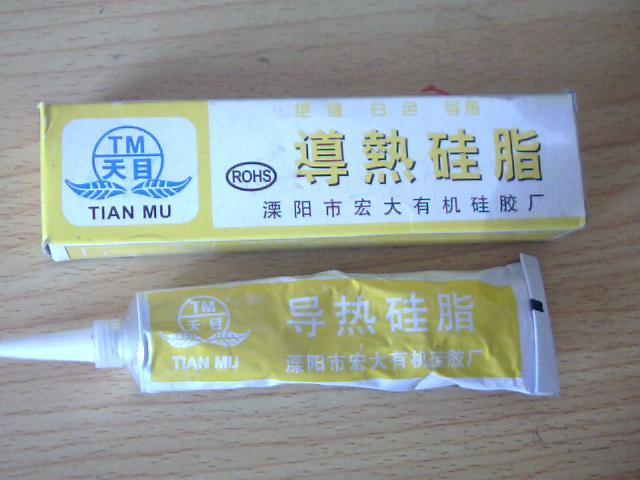 绝缘 白色 导热
TM
天目
TIAN MU
ROHS
導熱硅脂
溧阳市宏大有机硅胶厂
TM
天目
TIAN MU
导热硅脂
溧阳市宏大有机硅胶厂